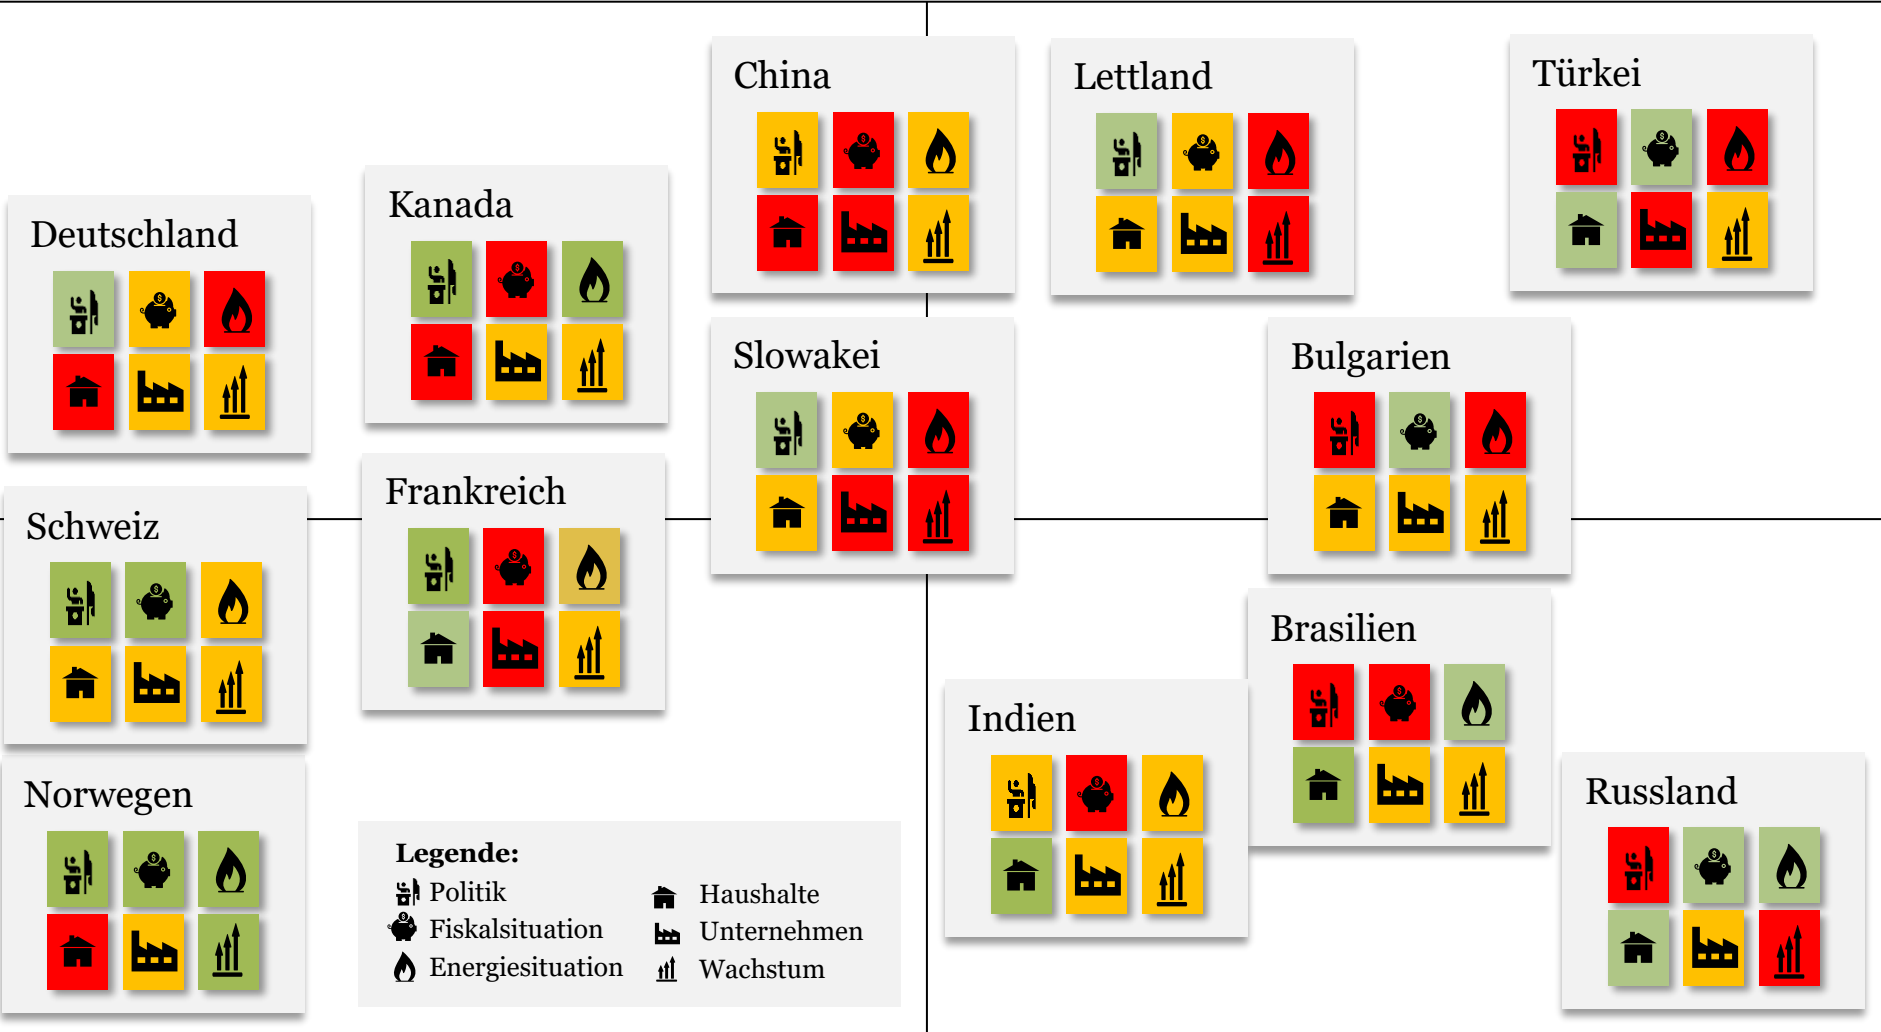 China
Lettland
Türkei
Kanada
Deutschland
Slowakei
Bulgarien
Frankreich
Schweiz
Brasilien
Indien
Norwegen
Russland
Legende:
Politik
Haushalte
Fiskalsituation
Unternehmen
Energiesituation
Wachstum